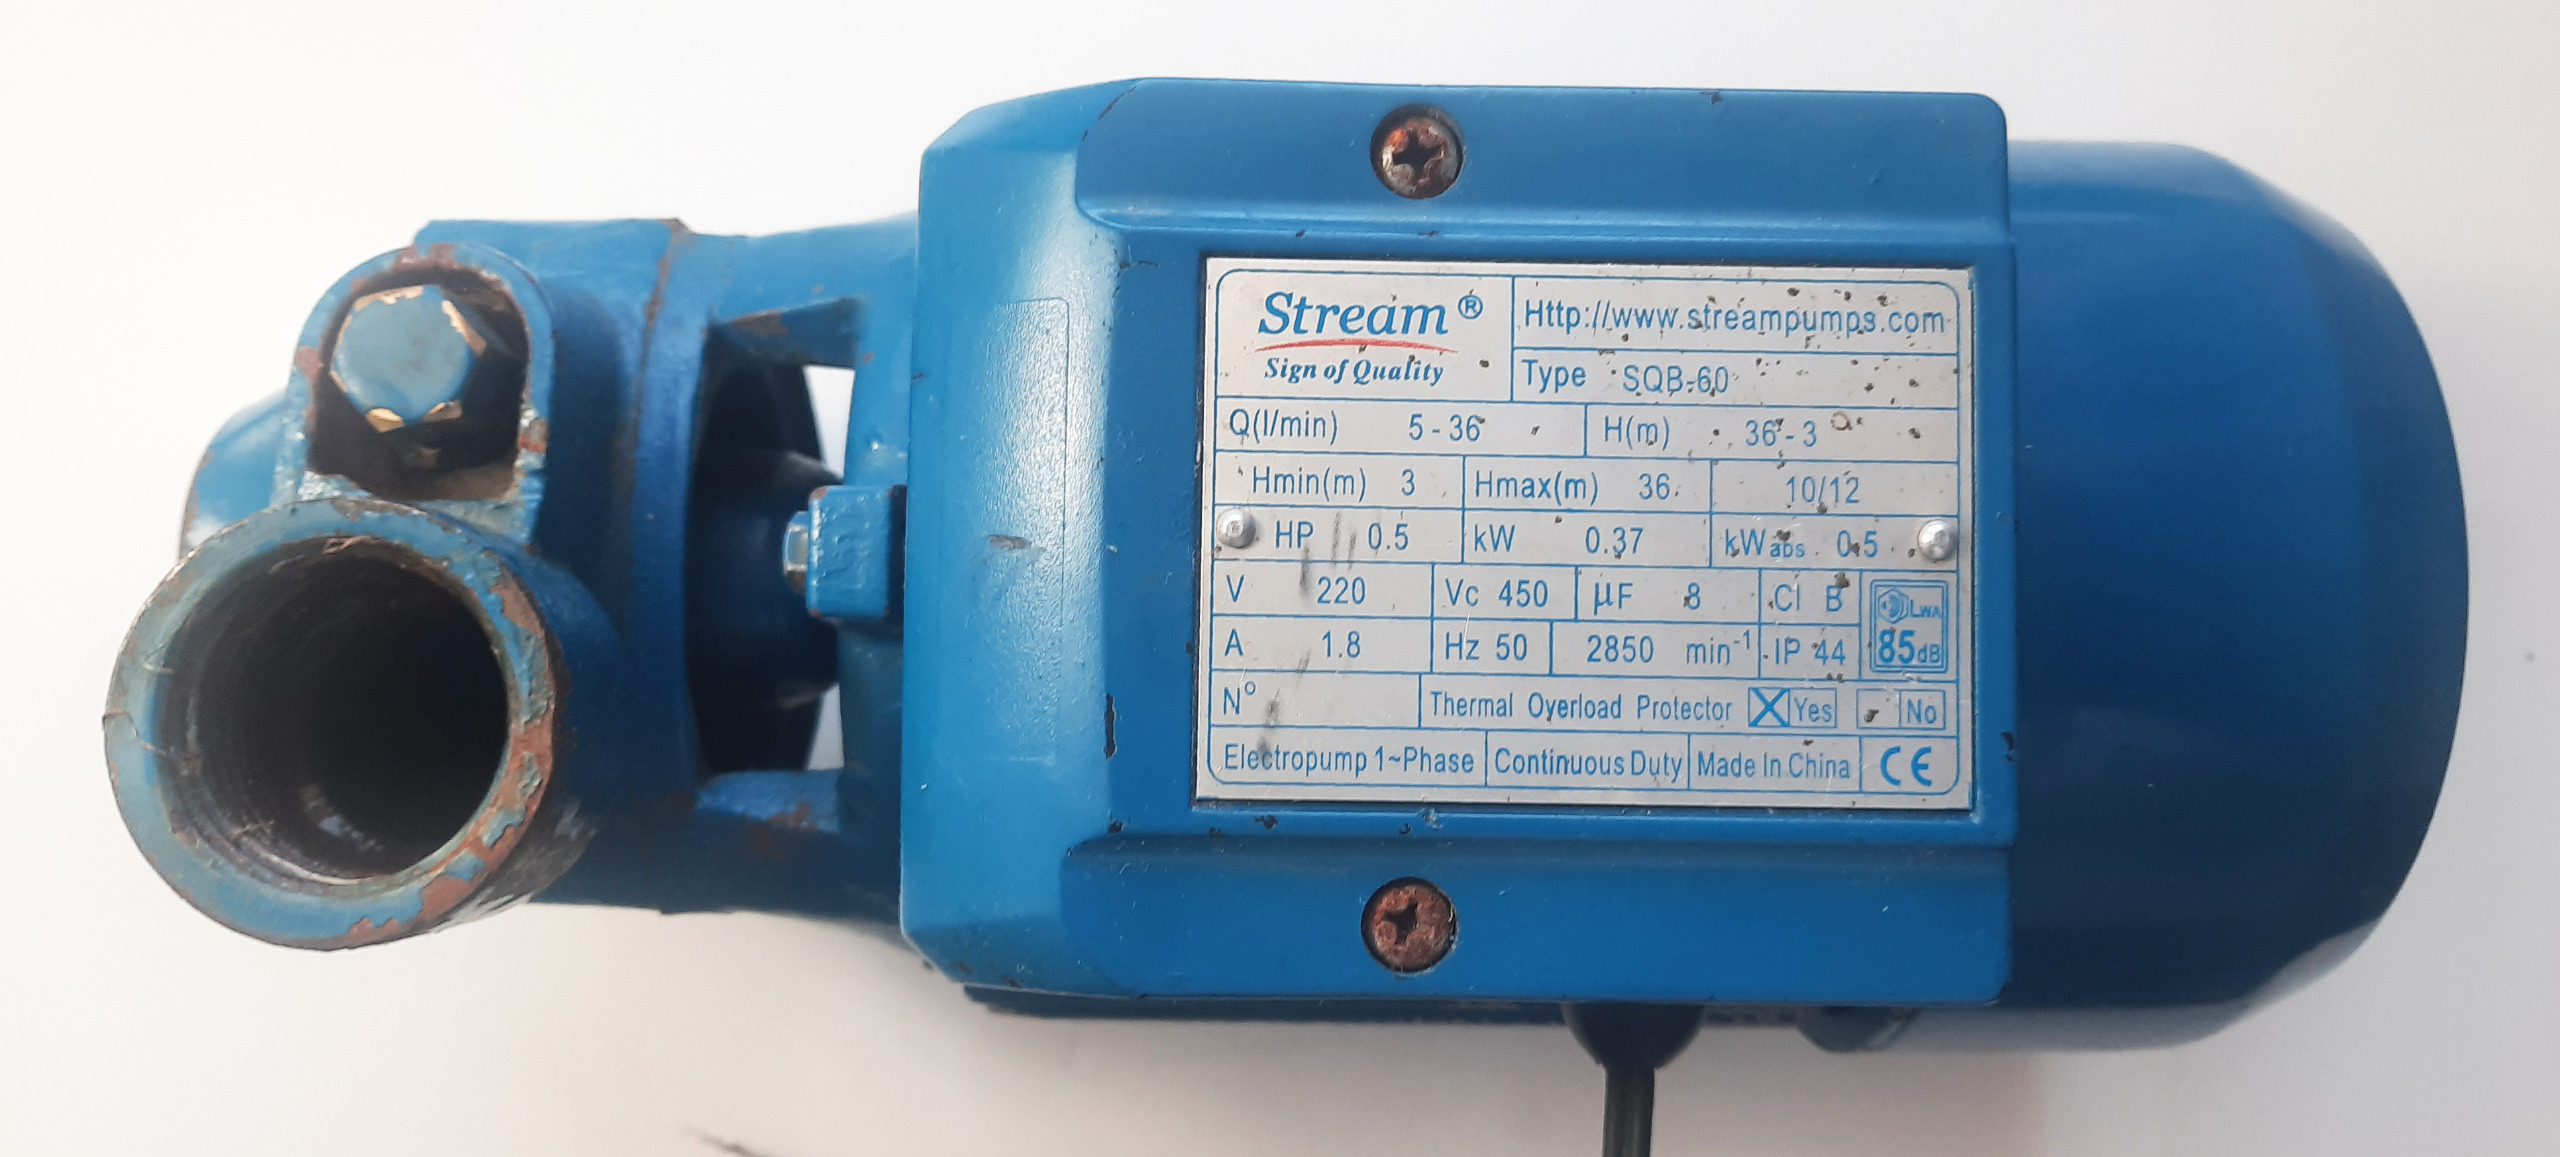 Stream®
Sign of Quality
Http://www.streampumps.com
Type SQB-60
Q(l/min) 5-36 H(m) 36-3
Hmin(m) 3 Hmax(m) 36 10/12
HP 0.5 kW 0.37 kWabs 0.5
V 220 Vc 450 µF 8 Cl B
LWA
85dB
A 1.8 Hz 50 2850 min⁻¹ IP 44
N° Thermal Overload Protector Yes No
Electropump 1~Phase Continuous Duty Made In China CE